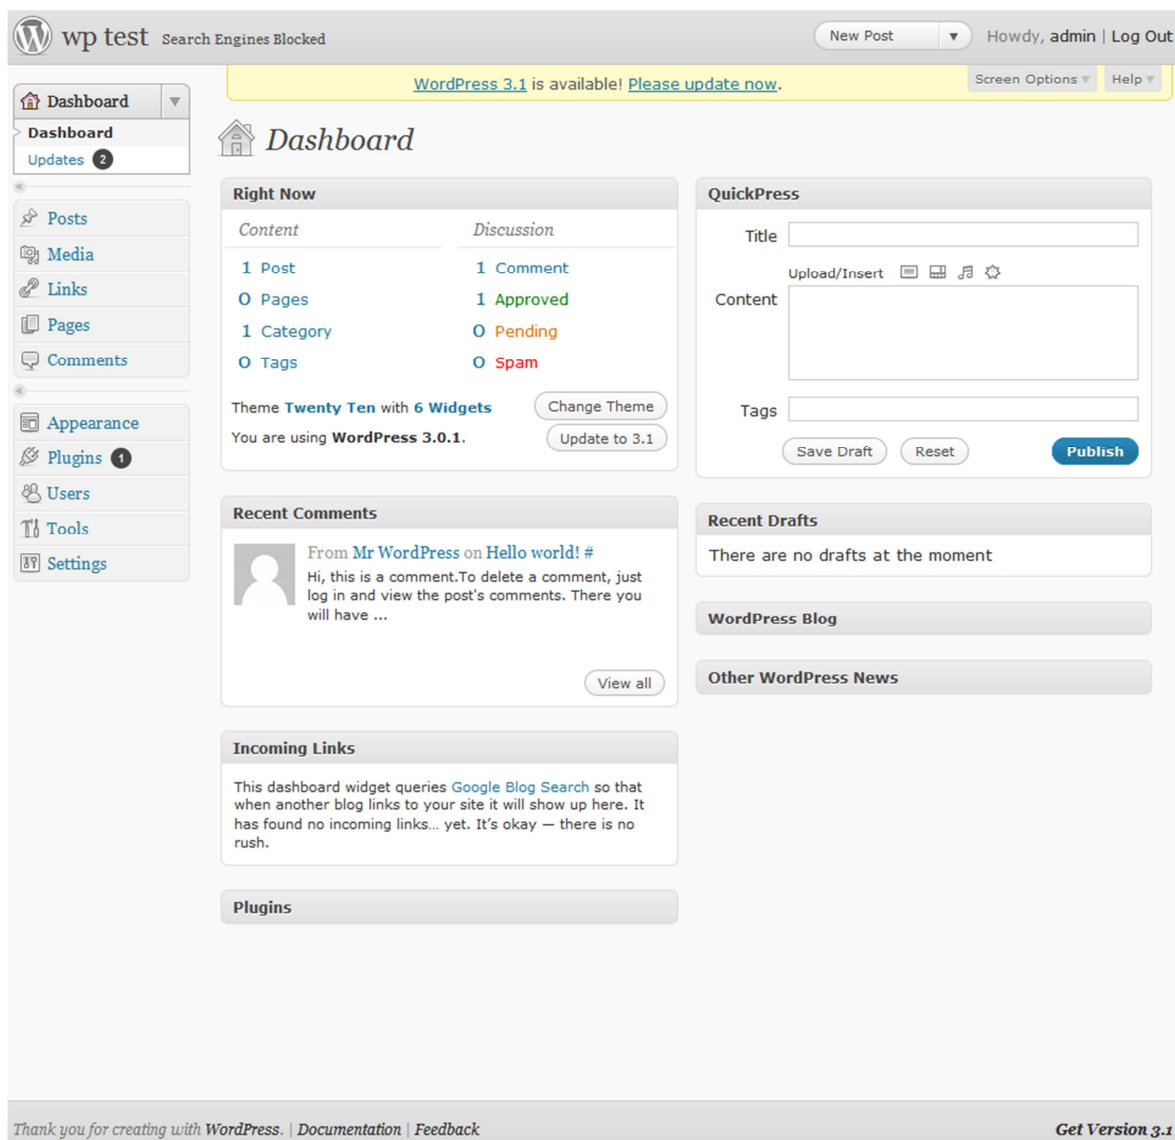 wp test Search Engines Blocked
New Post
Howdy, admin | Log Out
WordPress 3.1 is available! Please update now.
Screen Options
Help
Dashboard
Dashboard
Updates 2
Posts
Media
Links
Pages
Comments
Appearance
Plugins 1
Users
Tools
Settings
Dashboard
Right Now
Content
Discussion
1 Post
1 Comment
0 Pages
1 Approved
1 Category
0 Pending
0 Tags
0 Spam
Theme Twenty Ten with 6 Widgets
Change Theme
You are using WordPress 3.0.1.
Update to 3.1
Recent Comments
From Mr WordPress on Hello world! #
Hi, this is a comment.To delete a comment, just
log in and view the post's comments. There you
will have ...
View all
Incoming Links
This dashboard widget queries Google Blog Search so that
when another blog links to your site it will show up here. It
has found no incoming links… yet. It’s okay — there is no
rush.
Plugins
QuickPress
Title
Upload/Insert
Content
Tags
Save Draft
Reset
Publish
Recent Drafts
There are no drafts at the moment
WordPress Blog
Other WordPress News
Thank you for creating with WordPress. | Documentation | Feedback
Get Version 3.1